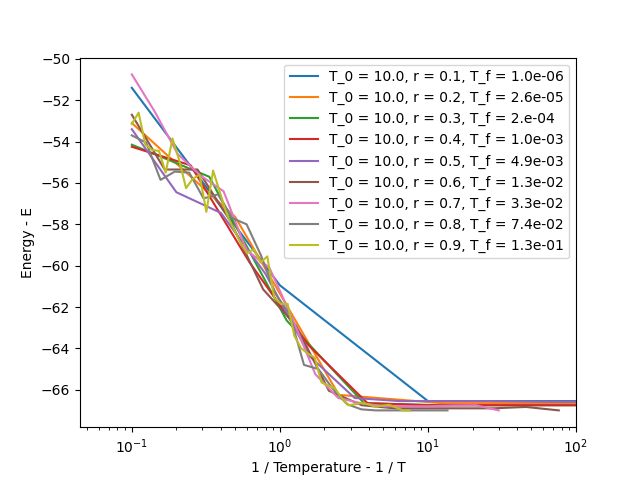 −50
−52
−54
−56
−58
−60
−62
−64
−66
Energy - E
T_0 = 10.0, r = 0.1, T_f = 1.0e-06
T_0 = 10.0, r = 0.2, T_f = 2.6e-05
T_0 = 10.0, r = 0.3, T_f = 2.e-04
T_0 = 10.0, r = 0.4, T_f = 1.0e-03
T_0 = 10.0, r = 0.5, T_f = 4.9e-03
T_0 = 10.0, r = 0.6, T_f = 1.3e-02
T_0 = 10.0, r = 0.7, T_f = 3.3e-02
T_0 = 10.0, r = 0.8, T_f = 7.4e-02
T_0 = 10.0, r = 0.9, T_f = 1.3e-01
10⁻¹ 10⁰ 10¹ 10²
1 / Temperature - 1 / T